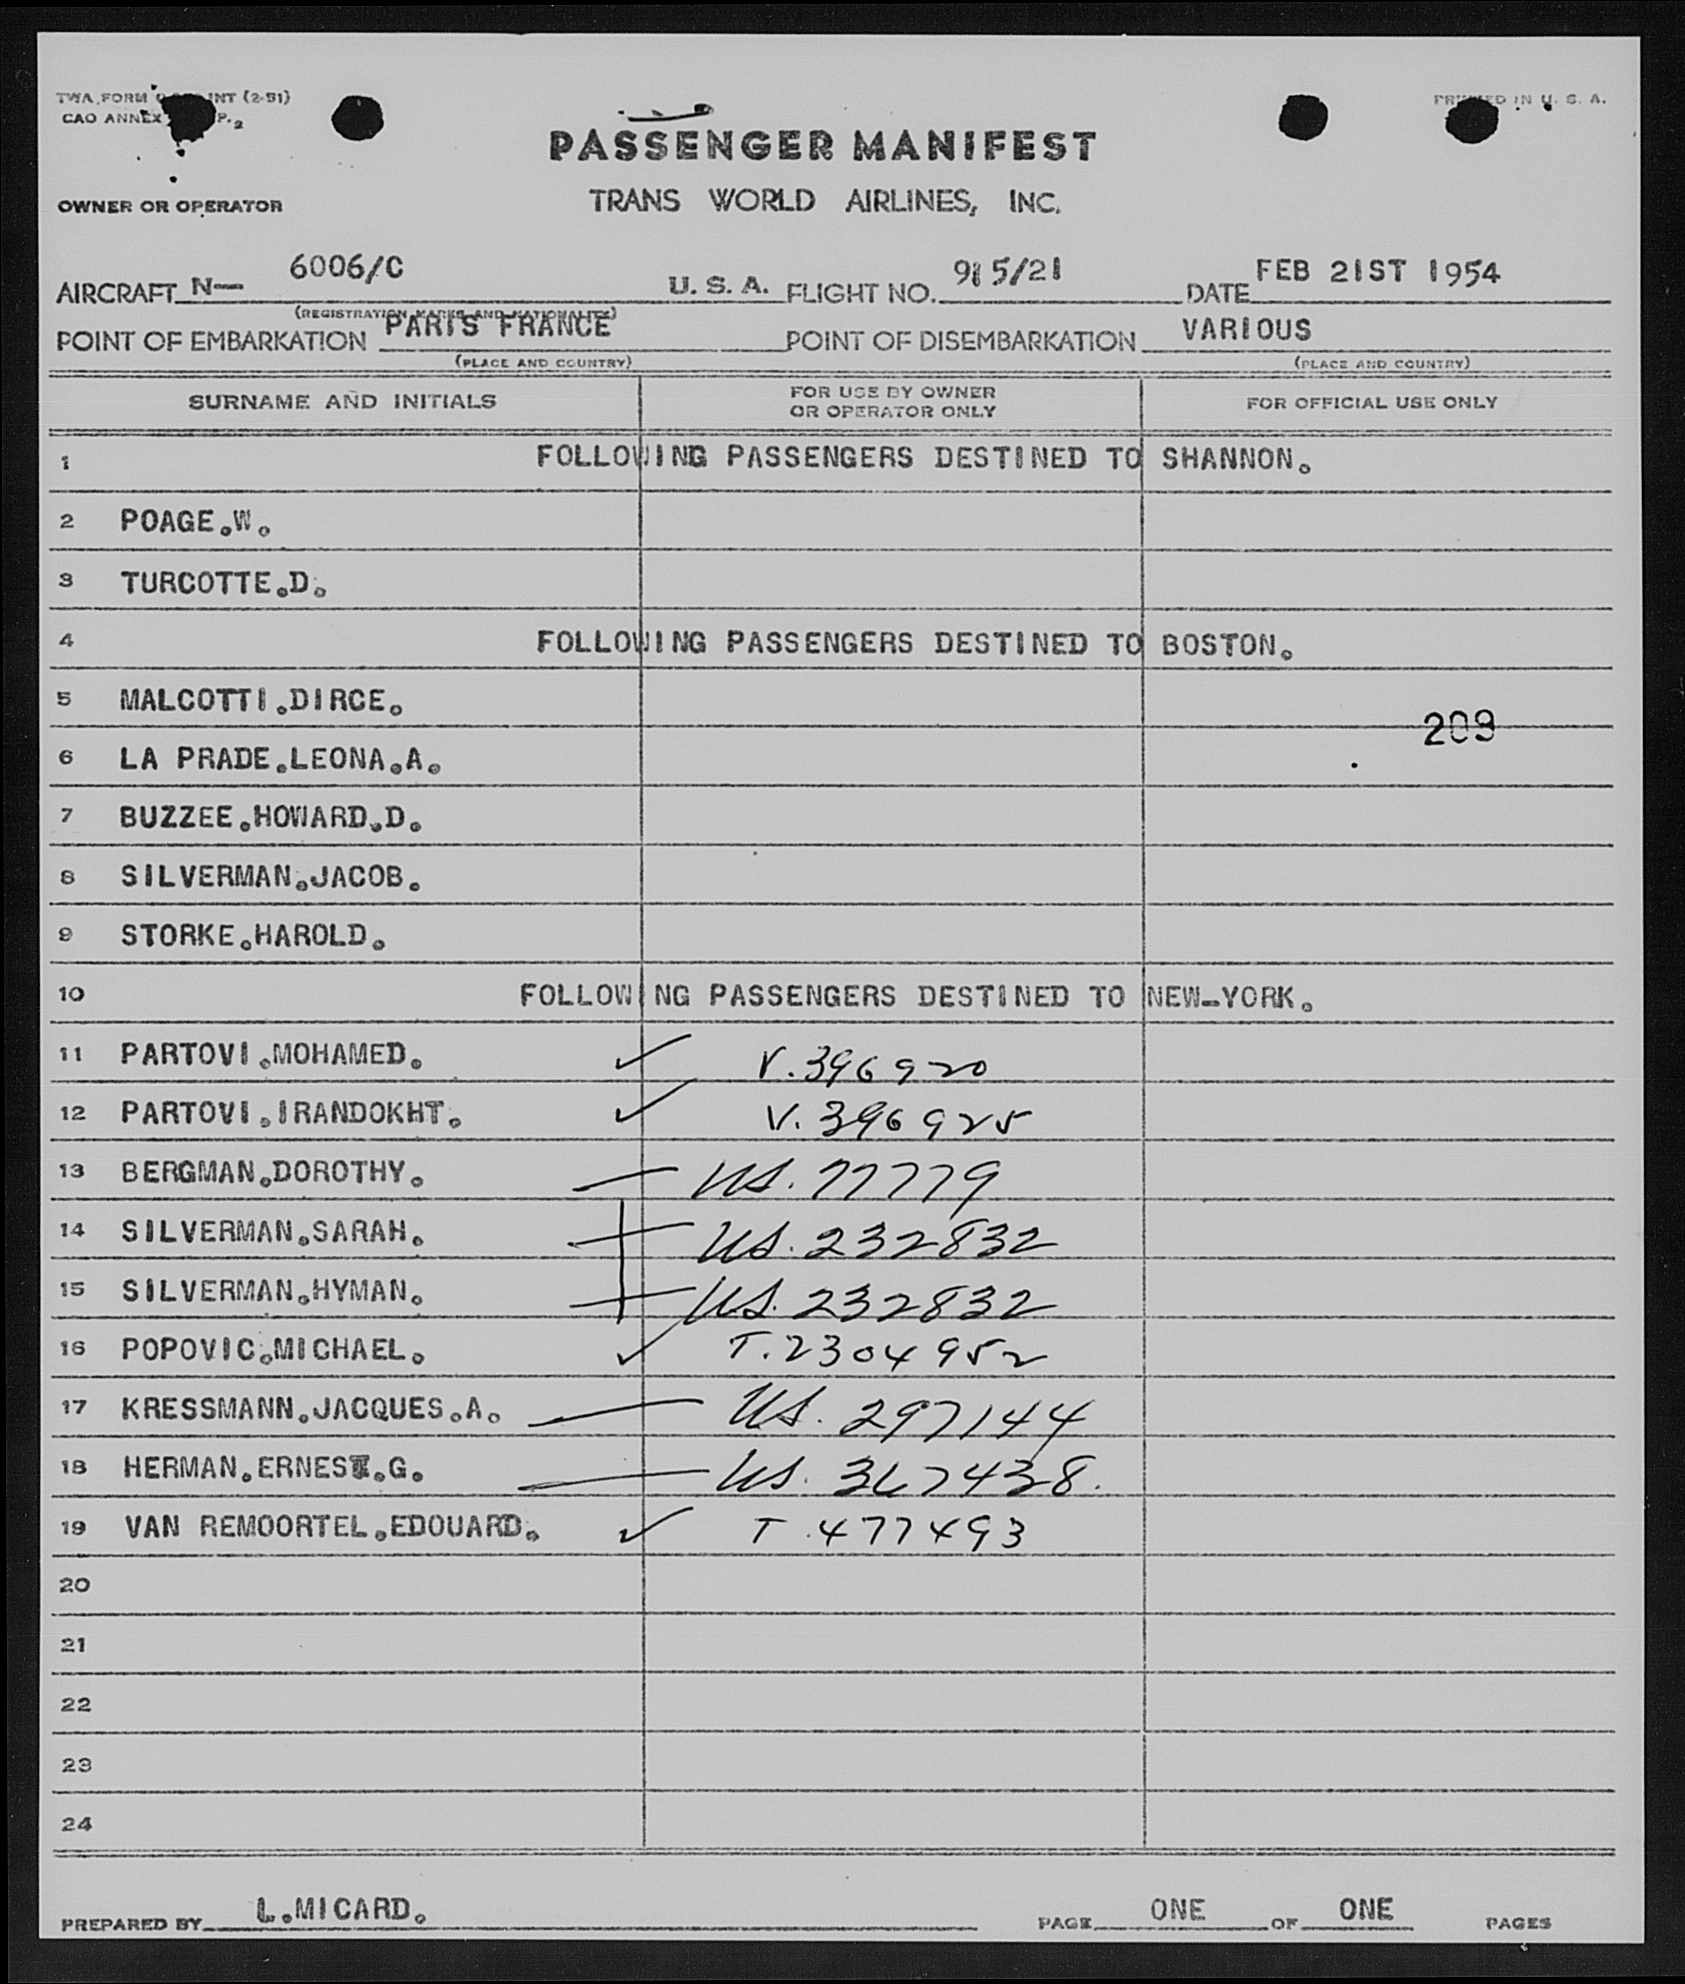 TWA FORM INT (2-51) PRINTED IN U. S. A.
CAO ANNEX P.2
PASSENGER MANIFEST
OWNER OR OPERATOR TRANS WORLD AIRLINES, INC.
AIRCRAFT N— 6006/C U. S. A. FLIGHT NO. 915/21 DATE FEB 21ST 1954
(REGISTRATION MARKS AND NATIONALITY)
POINT OF EMBARKATION PARIS FRANCE POINT OF DISEMBARKATION VARIOUS
(PLACE AND COUNTRY) (PLACE AND COUNTRY)
SURNAME AND INITIALS FOR USE BY OWNER OR OPERATOR ONLY FOR OFFICIAL USE ONLY
1 FOLLOWING PASSENGERS DESTINED TO SHANNON.
2 POAGE.W.
3 TURCOTTE.D.
4 FOLLOWING PASSENGERS DESTINED TO BOSTON.
5 MALCOTTI.DIRCE.
209
6 LA PRADE.LEONA.A.
7 BUZZEE.HOWARD.D.
8 SILVERMAN.JACOB.
9 STORKE.HAROLD.
10 FOLLOWING PASSENGERS DESTINED TO NEW-YORK.
11 PARTOVI.MOHAMED. ✓ V.396920
12 PARTOVI.IRANDOKHT. ✓ V.396925
13 BERGMAN.DOROTHY. — US.77779
14 SILVERMAN.SARAH. — US.232832
15 SILVERMAN.HYMAN. — US.232832
16 POPOVIC.MICHAEL. ✓ T.2304952
17 KRESSMANN.JACQUES.A. — US.297144
18 HERMAN.ERNEST.G. — US.367438.
19 VAN REMOORTEL.EDOUARD. ✓ T.477493
20
21
22
23
24
PREPARED BY L.MICARD. PAGE ONE OF ONE PAGES